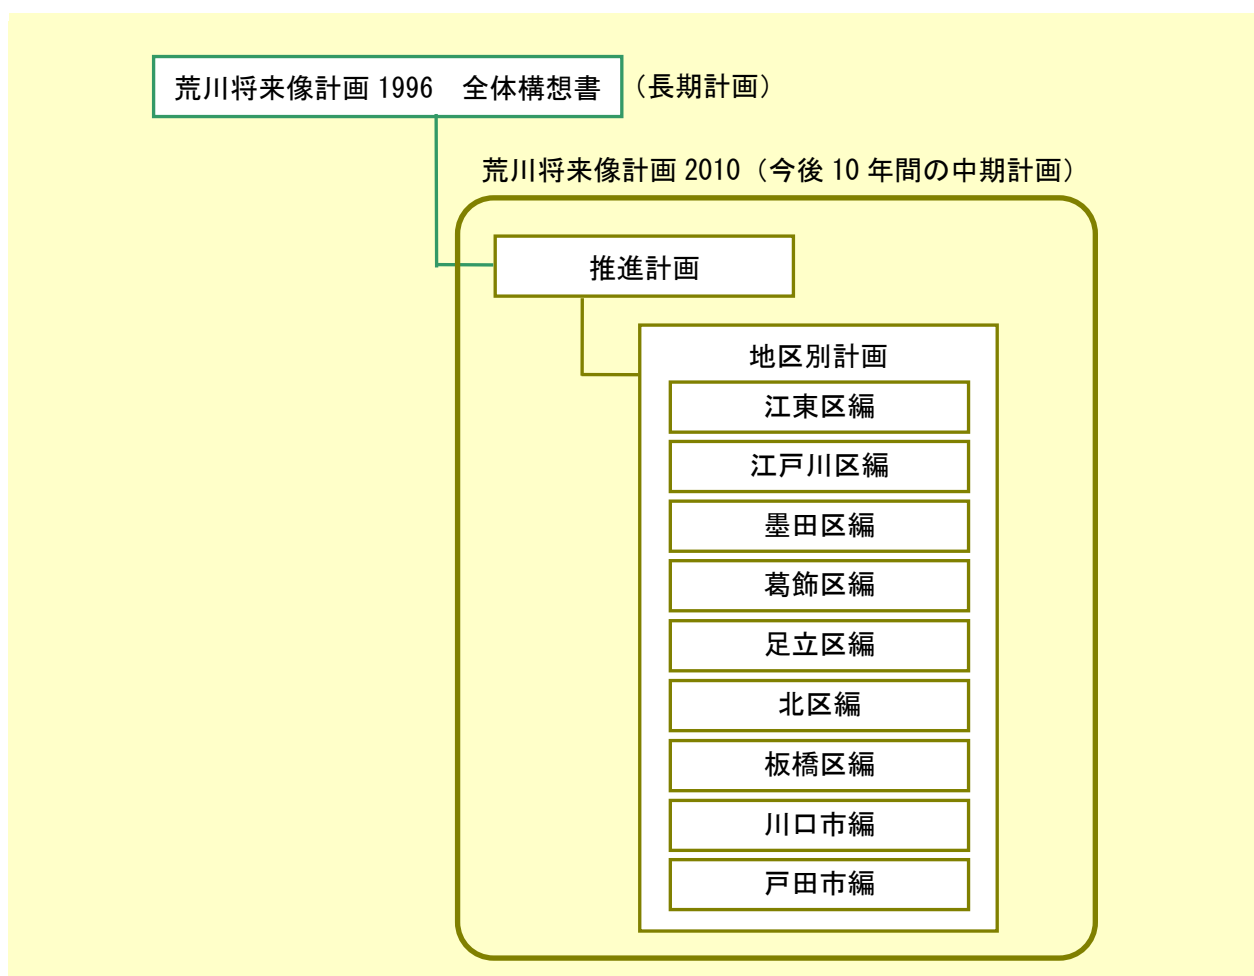 荒川将来像計画 1996　全体構想書 （長期計画）
荒川将来像計画 2010（今後 10 年間の中期計画）
推進計画
地区別計画
江東区編
江戸川区編
墨田区編
葛飾区編
足立区編
北区編
板橋区編
川口市編
戸田市編